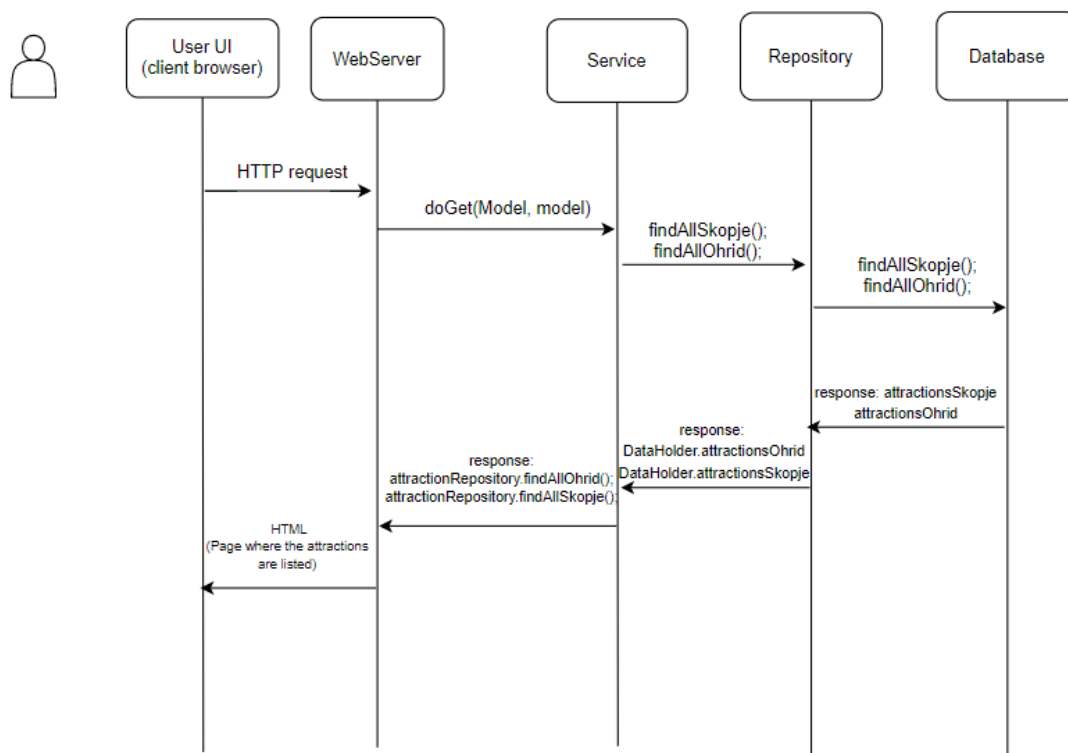 User UI
(client browser)
WebServer
Service
Repository
Database
HTTP request
doGet(Model, model)
findAllSkopje();
findAllOhrid();
findAllSkopje();
findAllOhrid();
response: attractionsSkopje
attractionsOhrid
response:
DataHolder.attractionsOhrid
DataHolder.attractionsSkopje
response:
attractionRepository.findAllOhrid();
attractionRepository.findAllSkopje();
HTML
(Page where the attractions
are listed)